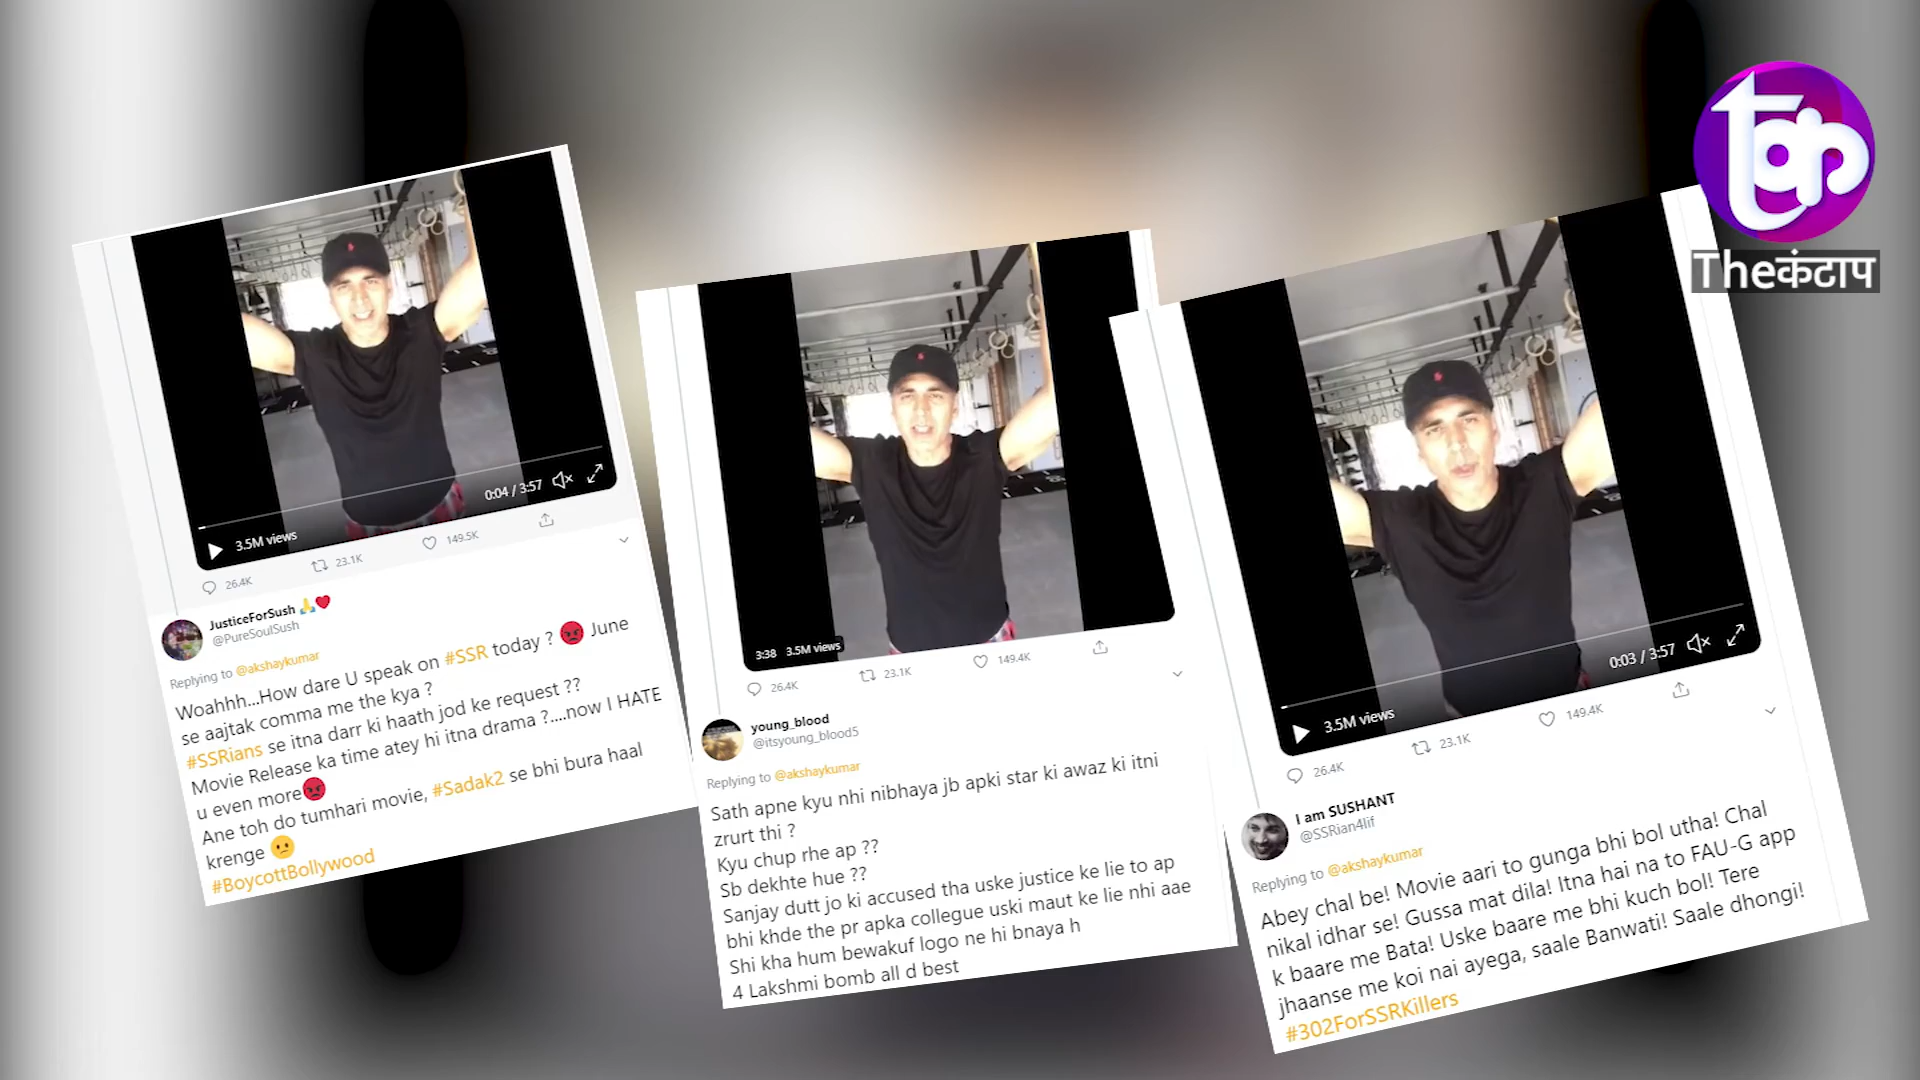 Theकंटाप
0:04 / 3:57
3.5M views
26.4K
23.1K
149.5K
JusticeForSush 🙏❤️
@PureSoulSush
Replying to @akshaykumar
Woahhh...How dare U speak on #SSR today ? 😡 June
se aajtak comma me the kya ?
#SSRians se itna darr ki haath jod ke request ??
Movie Release ka time atey hi itna drama ?....now I HATE
u even more😡
Ane toh do tumhari movie, #Sadak2 se bhi bura haal
krenge 😐
#BoycottBollywood
3:38 3.5M views
26.4K
23.1K
149.4K
young_blood
@itsyoung_blood5
Replying to @akshaykumar
Sath apne kyu nhi nibhaya jb apki star ki awaz ki itni
zrurt thi ?
Kyu chup rhe ap ??
Sb dekhte hue ??
Sanjay dutt jo ki accused tha uske justice ke lie to ap
bhi khde the pr apka collegue uski maut ke lie nhi aae
Shi kha hum bewakuf logo ne hi bnaya h
4 Lakshmi bomb all d best
0:03 / 3:57
3.5M views
26.4K
23.1K
149.4K
I am SUSHANT
@SSRian4lif
Replying to @akshaykumar
Abey chal be! Movie aari to gunga bhi bol utha! Chal
nikal idhar se! Gussa mat dila! Itna hai na to FAU-G app
k baare me Bata! Uske baare me bhi kuch bol! Tere
jhaanse me koi nai ayega, saale Banwati! Saale dhongi!
#302ForSSRKillers